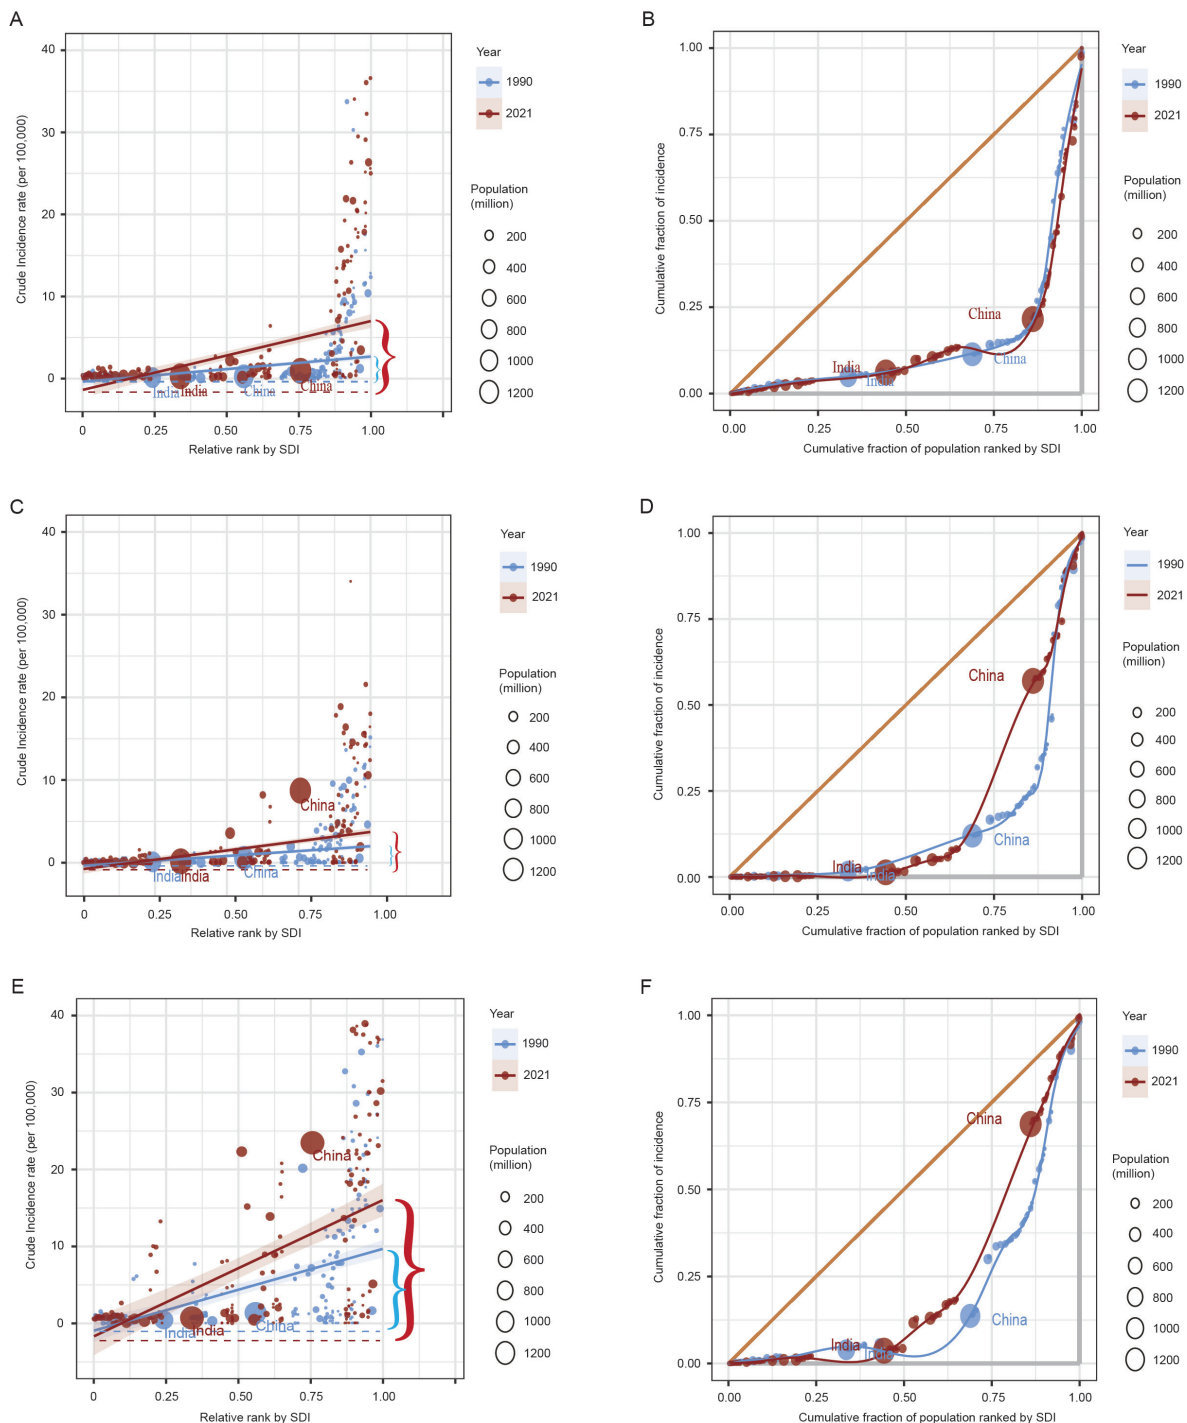 A
Crude Incidence rate (per 100,000)
40
30
20
10
0
India
India
China
China
0
0.25
0.50
0.75
1.00
Relative rank by SDI
Year
1990
2021
Population
(million)
200
400
600
800
1000
1200
B
Cumulative fraction of incidence
1.00
0.75
0.50
0.25
0.00
China
China
India
India
0.00
0.25
0.50
0.75
1.00
Cumulative fraction of population ranked by SDI
Year
1990
2021
Population
(million)
200
400
600
800
1000
1200
C
Crude Incidence rate (per 100,000)
40
30
20
10
0
China
India
India
China
0
0.25
0.50
0.75
1.00
Relative rank by SDI
Year
1990
2021
Population
(million)
200
400
600
800
1000
1200
D
Cumulative fraction of incidence
1.00
0.75
0.50
0.25
0.00
China
China
India
India
0.00
0.25
0.50
0.75
1.00
Cumulative fraction of population ranked by SDI
Year
1990
2021
Population
(million)
200
400
600
800
1000
1200
E
Crude Incidence rate (per 100,000)
40
30
20
10
0
China
India
India
China
0
0.25
0.50
0.75
1.00
Relative rank by SDI
Year
1990
2021
Population
(million)
200
400
600
800
1000
1200
F
Cumulative fraction of incidence
1.00
0.75
0.50
0.25
0.00
China
China
India
India
0.00
0.25
0.50
0.75
1.00
Cumulative fraction of population ranked by SDI
Year
1990
2021
Population
(million)
200
400
600
800
1000
1200